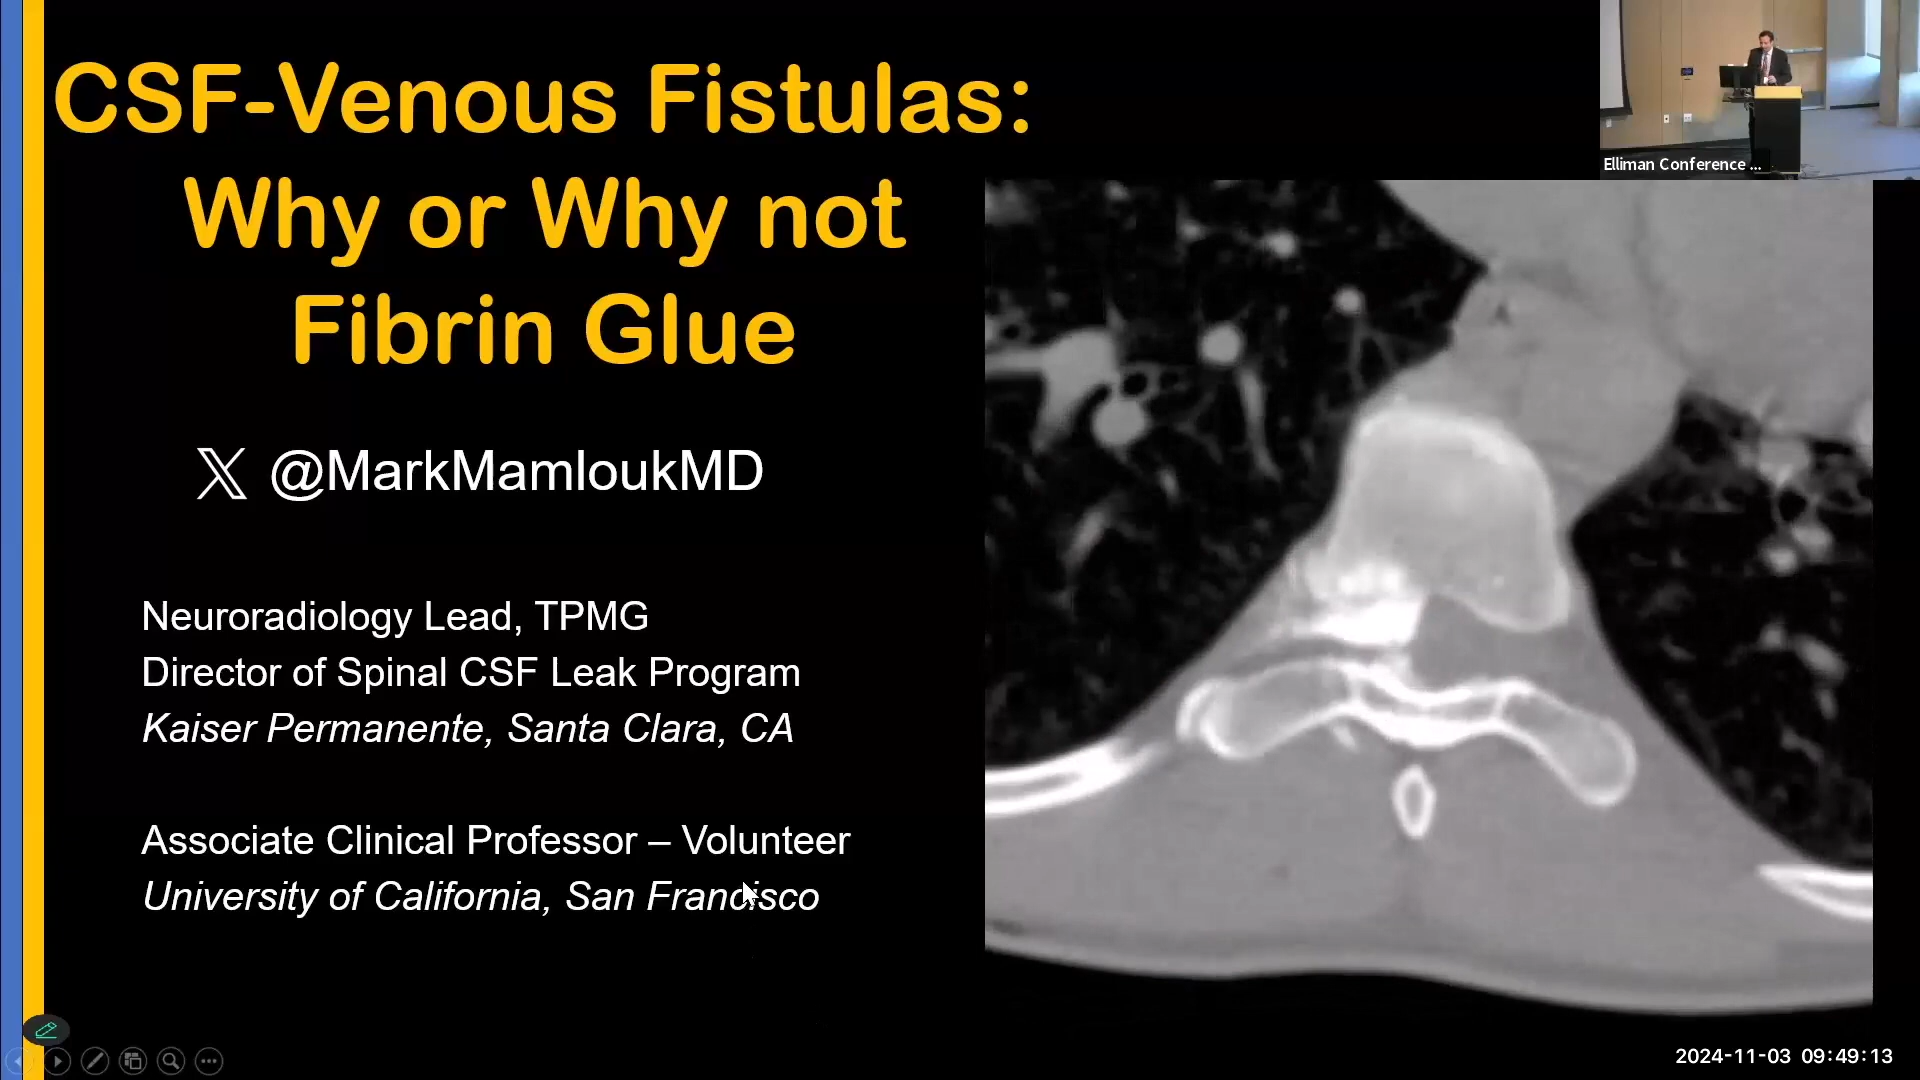 CSF-Venous Fistulas:
Why or Why not
Fibrin Glue
𝕏 @MarkMamloukMD
Neuroradiology Lead, TPMG
Director of Spinal CSF Leak Program
Kaiser Permanente, Santa Clara, CA
Associate Clinical Professor – Volunteer
University of California, San Francisco
Elliman Conference ...
2024-11-03 09:49:13